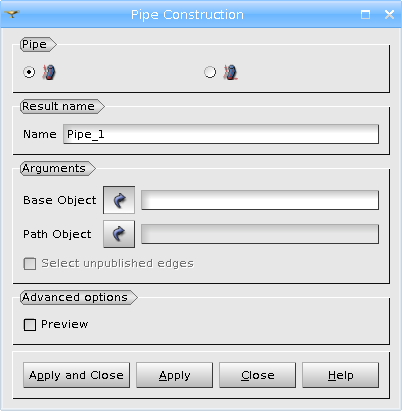 Pipe Construction
Pipe
Result name
Name Pipe_1
Arguments
Base Object
Path Object
Select unpublished edges
Advanced options
Preview
Apply and Close Apply Close Help